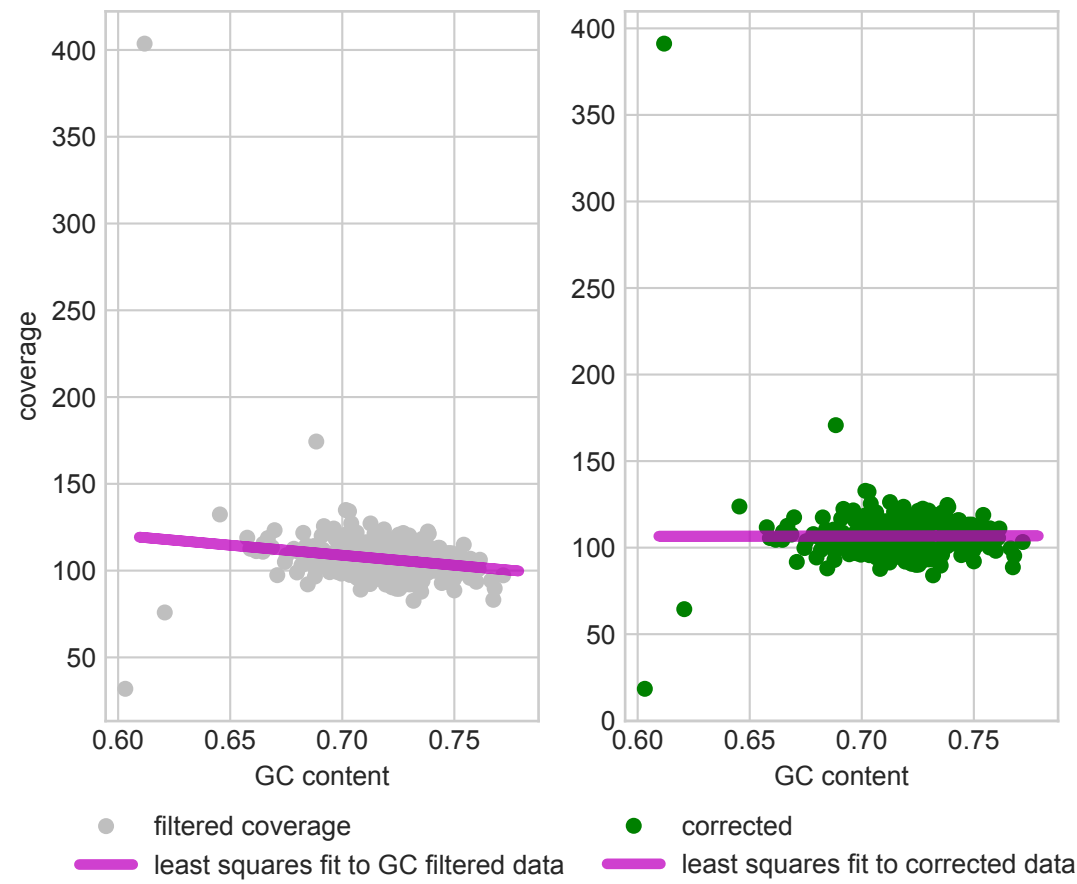 coverage
400
350
300
250
200
150
100
50
0.60 0.65 0.70 0.75
GC content
400
350
300
250
200
150
100
50
0
0.60 0.65 0.70 0.75
GC content
filtered coverage
least squares fit to GC filtered data
corrected
least squares fit to corrected data